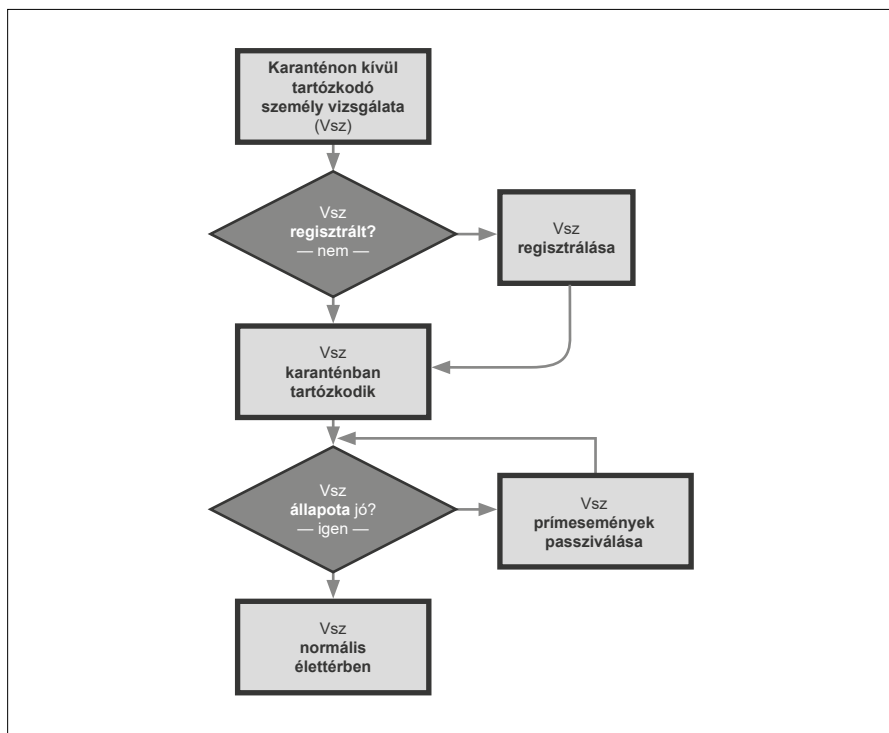 Karanténon kívül
tartózkodó
személy vizsgálata
(Vsz)
Vsz
regisztrált?
— nem —
Vsz
regisztrálása
Vsz
karanténban
tartózkodik
Vsz
állapota jó?
— igen —
Vsz
prímesemények
passziválása
Vsz
normális
élettérben